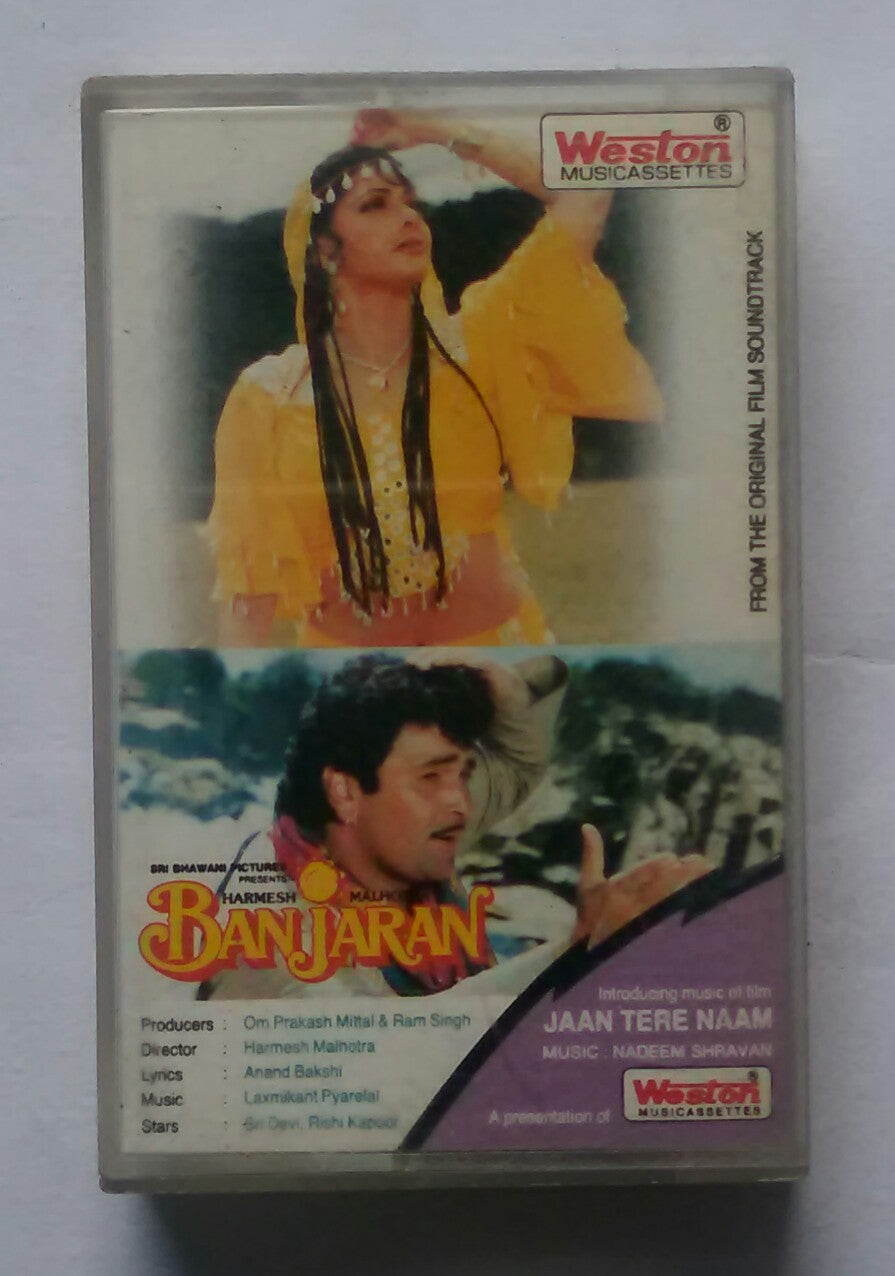 Weston®
MUSICASSETTES
FROM THE ORIGINAL FILM SOUNDTRACK
SRI BHAWANI PICTURES
PRESENTS
HARMESH
BANJARAN
Producers : Om Prakash Mittal & Ram Singh
Director : Harmesh Malhotra
Lyrics : Anand Bakshi
Music : Laxmikant Pyarelal
Stars : Sri Devi, Rishi Kapoor
Introducing music of film
JAAN TERE NAAM
MUSIC : NADEEM SHRAVAN
A presentation of
Weston®
MUSICASSETTES